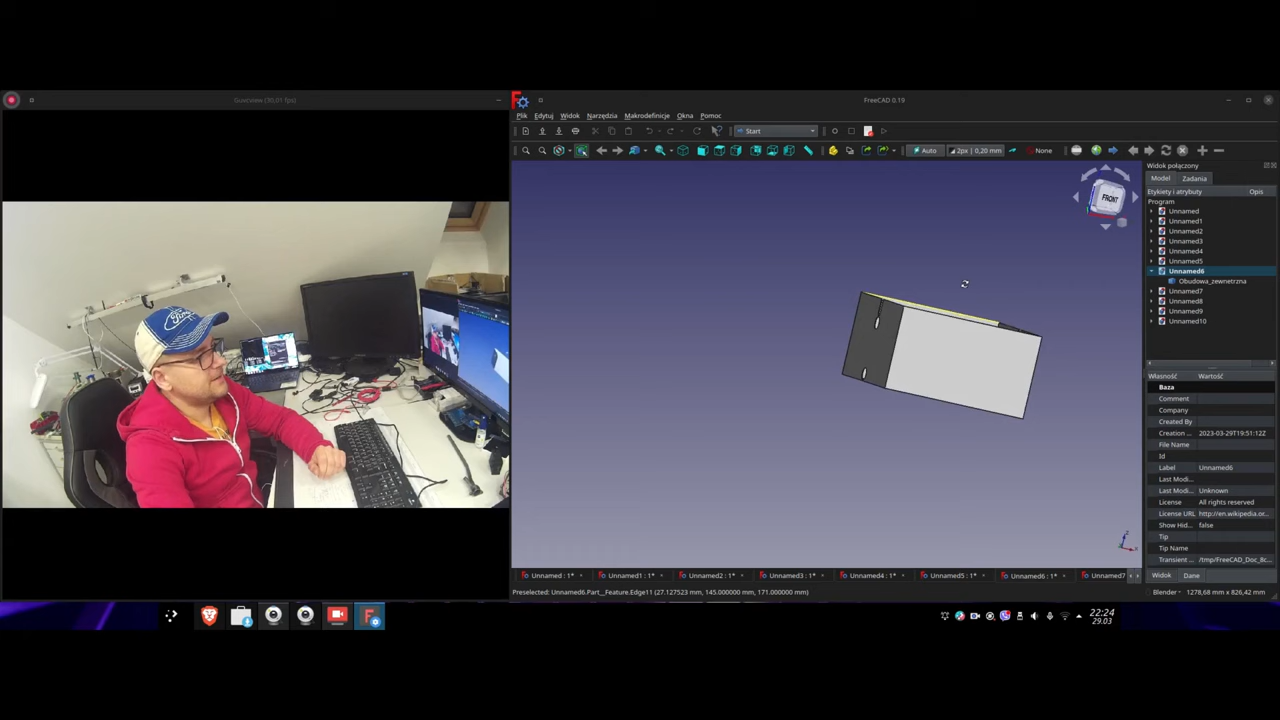 Guvcview (30,01 fps)
FreeCAD 0.19
Plik Edytuj Widok Narzędzia Makrodefinicje Okna Pomoc
Start
Auto 2px | 0,20 mm None
FRONT
Widok połączony
Model Zadania
Etykiety i atrybuty Opis
Program
Unnamed
Unnamed1
Unnamed2
Unnamed3
Unnamed4
Unnamed5
Unnamed6
Obudowa_zewnetrzna
Unnamed7
Unnamed8
Unnamed9
Unnamed10
Własność Wartość
Baza
Comment
Company
Created By
Creation ... 2023-03-29T19:51:12Z
File Name
Id
Label Unnamed6
Last Modi...
Last Modi... Unknown
License All rights reserved
License URL http://en.wikipedia.or...
Show Hid... false
Tip
Tip Name
Transient ... /tmp/FreeCAD_Doc_8c...
Widok Dane
Unnamed : 1* Unnamed1 : 1* Unnamed2 : 1* Unnamed3 : 1* Unnamed4 : 1* Unnamed5 : 1* Unnamed6 : 1* Unnamed7
Preselected: Unnamed6.Part__Feature.Edge11 (27.127523 mm, 145.000000 mm, 171.000000 mm)
Blender 1278,68 mm x 826,42 mm
22:24
29.03